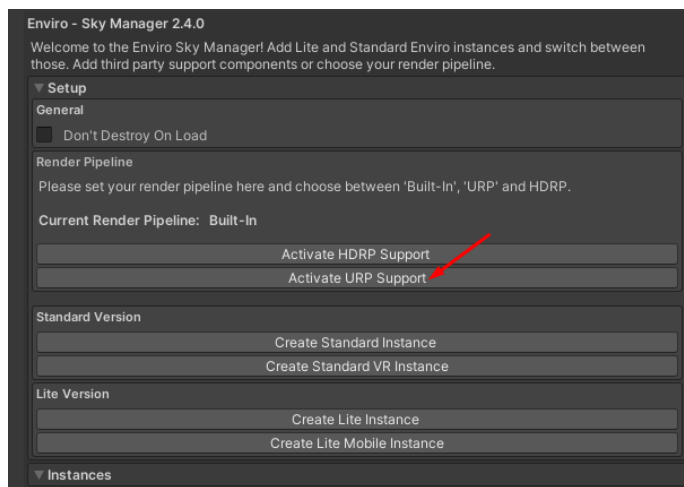 Enviro - Sky Manager 2.4.0
Welcome to the Enviro Sky Manager! Add Lite and Standard Enviro instances and switch between
those. Add third party support components or choose your render pipeline.
Setup
General
Don't Destroy On Load
Render Pipeline
Please set your render pipeline here and choose between 'Built-In', 'URP' and HDRP.
Current Render Pipeline: Built-In
Activate HDRP Support
Activate URP Support
Standard Version
Create Standard Instance
Create Standard VR Instance
Lite Version
Create Lite Instance
Create Lite Mobile Instance
Instances